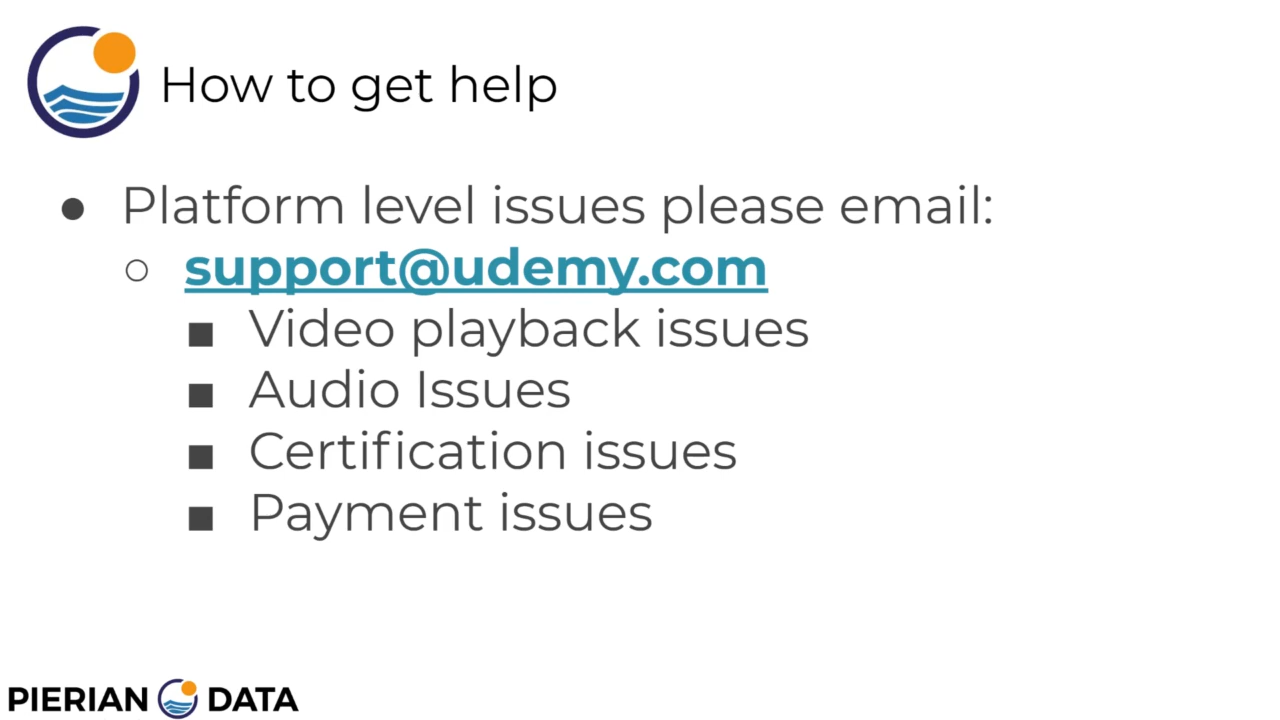 How to get help
● Platform level issues please email:
○ support@udemy.com
■ Video playback issues
■ Audio Issues
■ Certification issues
■ Payment issues
PIERIAN DATA